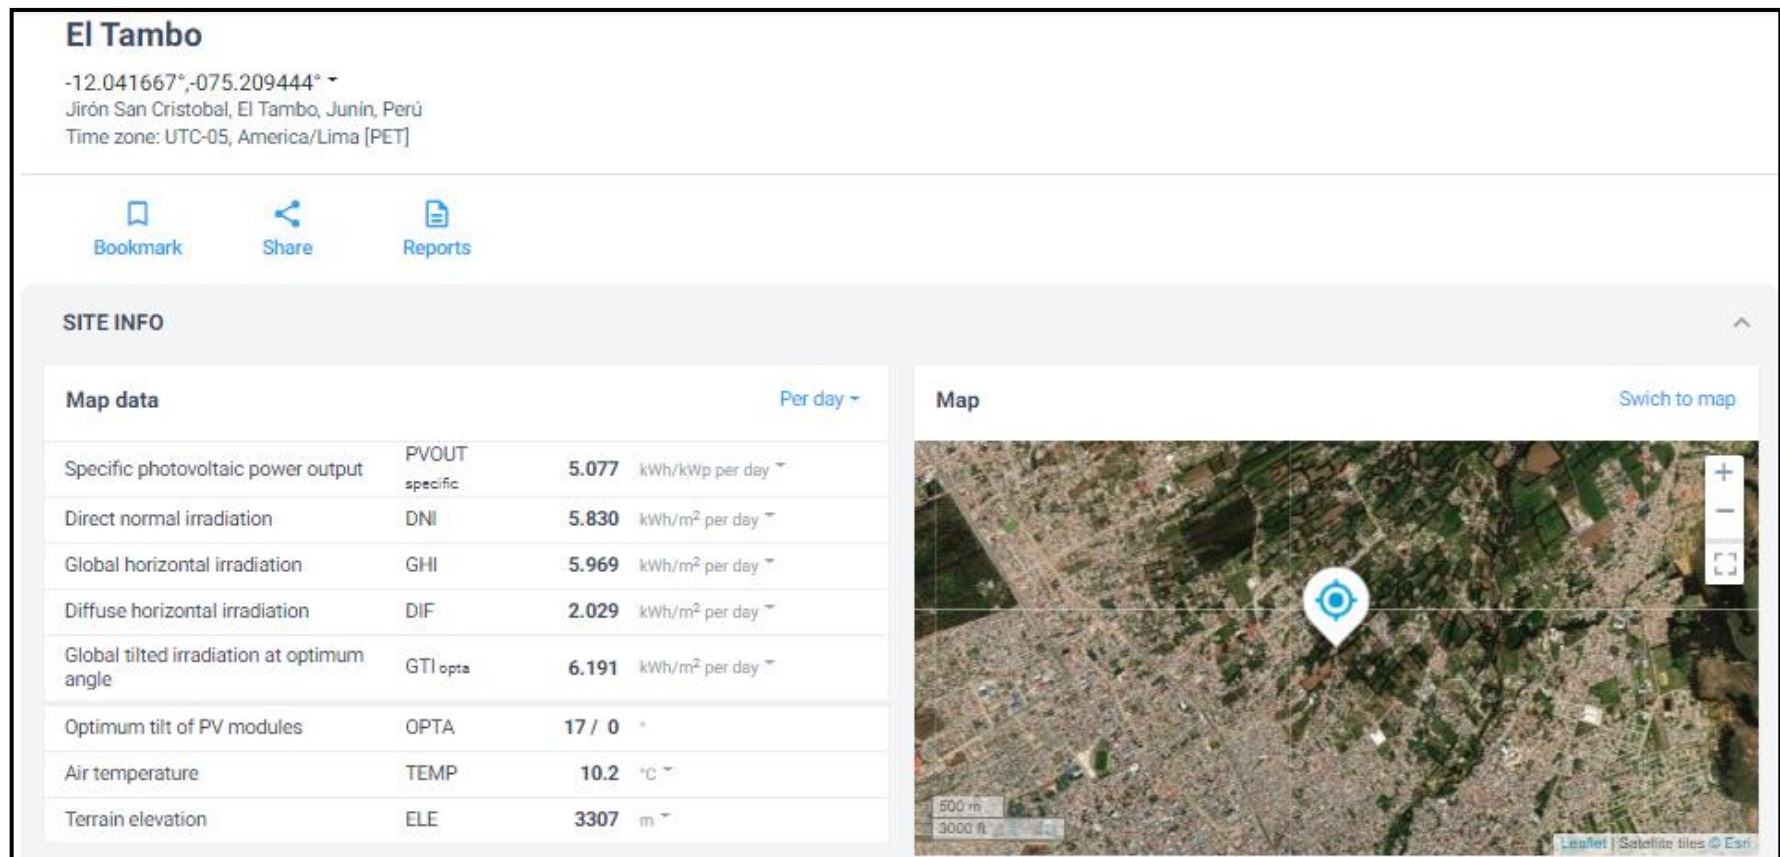 El Tambo
-12.041667°,-075.209444°
Jirón San Cristobal, El Tambo, Junín, Perú
Time zone: UTC-05, America/Lima [PET]
Bookmark Share Reports
SITE INFO
Map data Per day
Specific photovoltaic power output PVOUT specific 5.077 kWh/kWp per day
Direct normal irradiation DNI 5.830 kWh/m² per day
Global horizontal irradiation GHI 5.969 kWh/m² per day
Diffuse horizontal irradiation DIF 2.029 kWh/m² per day
Global tilted irradiation at optimum
angle GTI opta 6.191 kWh/m² per day
Optimum tilt of PV modules OPTA 17 / 0 °
Air temperature TEMP 10.2 °C
Terrain elevation ELE 3307 m
Map Swich to map
500 m
3000 ft
Leaflet | Satellite tiles © Esri